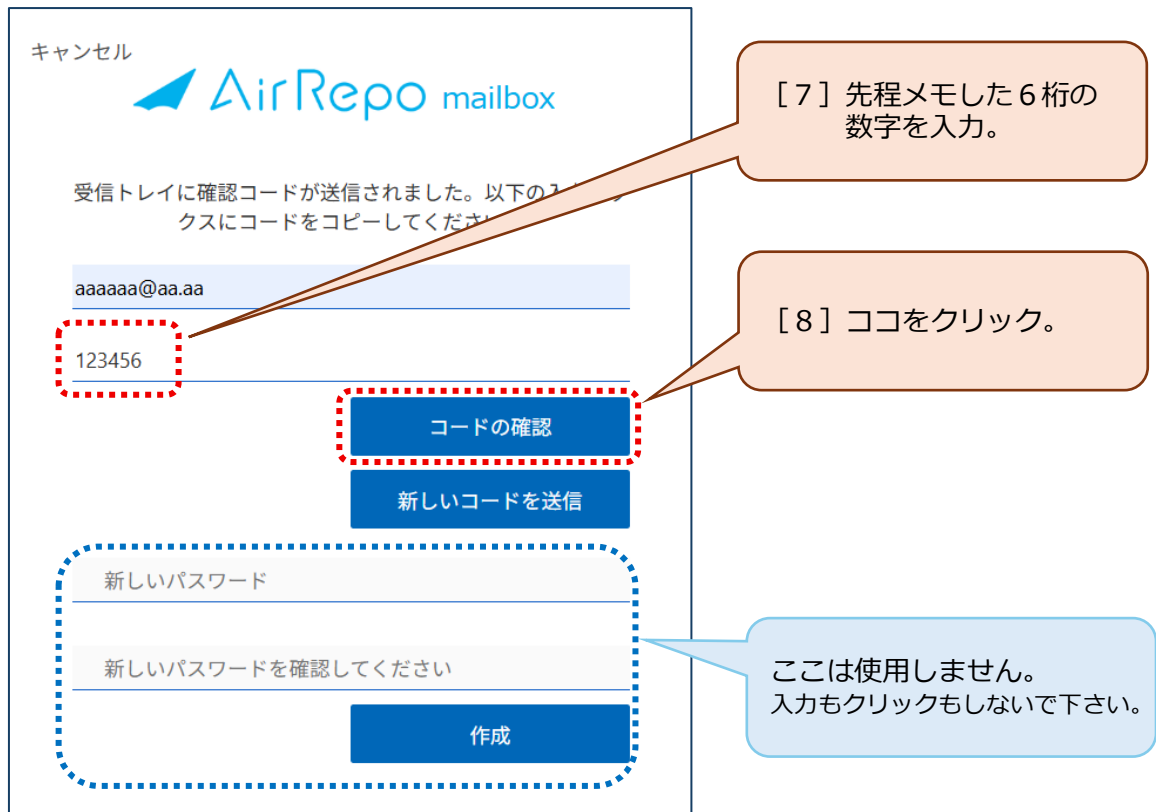 キャンセル
AirRepo mailbox
[７] 先程メモした６桁の
数字を入力。
受信トレイに確認コードが送信されました。以下の
クスにコードをコピーしてください
aaaaaa@aa.aa
123456
[８] ココをクリック。
コードの確認
新しいコードを送信
新しいパスワード
新しいパスワードを確認してください
作成
ここは使用しません。
入力もクリックもしないで下さい。